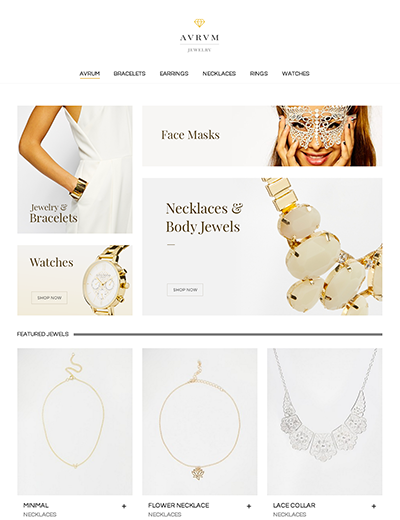 AVRVM
JEWELRY
AVRUM BRACELETS EARRINGS NECKLACES RINGS WATCHES
Jewelry &
Bracelets
Face Masks
Necklaces &
Body Jewels
SHOP NOW
Watches
SHOP NOW
FEATURED JEWELS
MINIMAL +
NECKLACES
FLOWER NECKLACE +
NECKLACES
LACE COLLAR +
NECKLACES